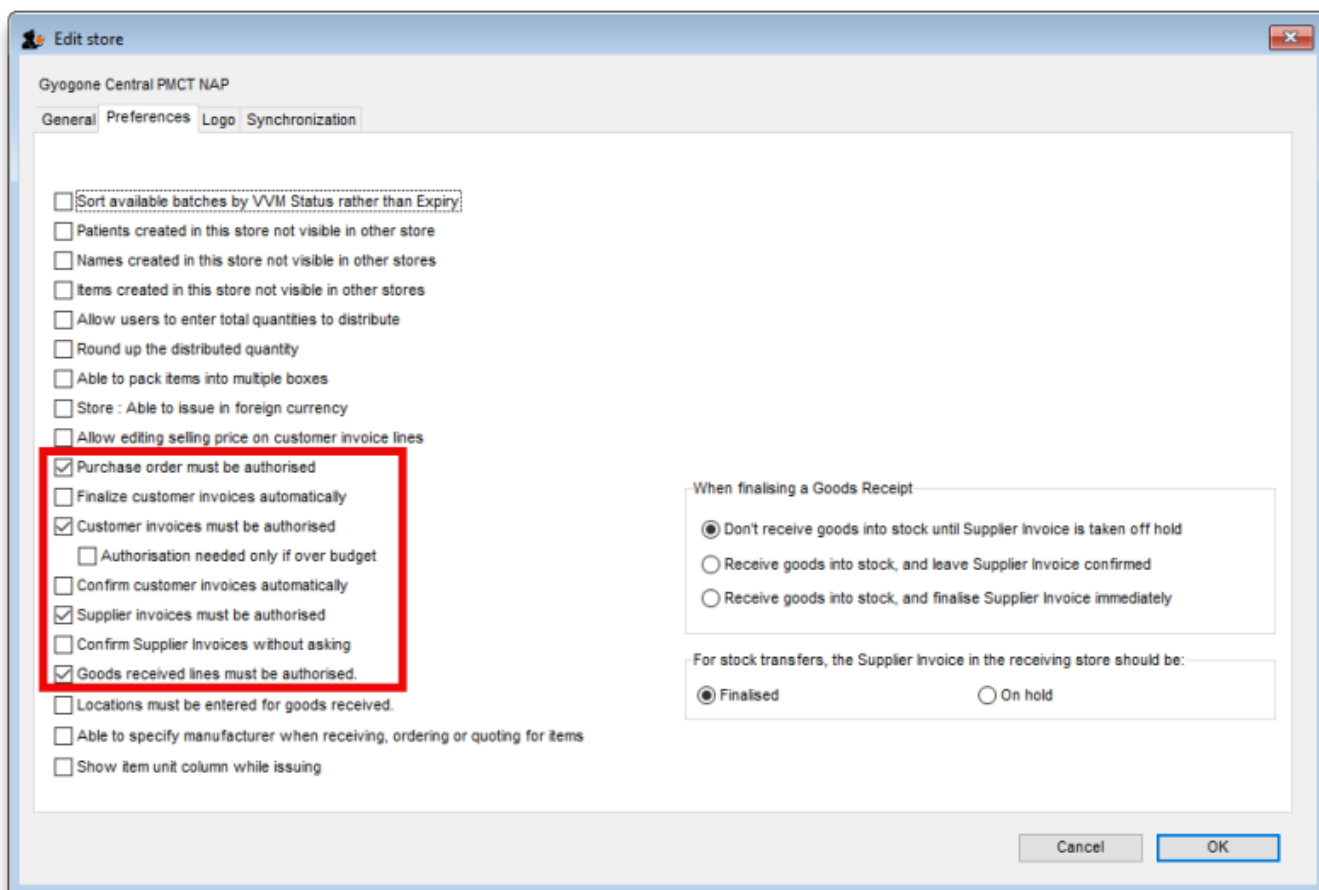 Edit store
Gyogone Central PMCT NAP
General Preferences Logo Synchronization
Sort available batches by VVM Status rather than Expiry
Patients created in this store not visible in other store
Names created in this store not visible in other stores
Items created in this store not visible in other stores
Allow users to enter total quantities to distribute
Round up the distributed quantity
Able to pack items into multiple boxes
Store : Able to issue in foreign currency
Allow editing selling price on customer invoice lines
Purchase order must be authorised
Finalize customer invoices automatically
Customer invoices must be authorised
Authorisation needed only if over budget
Confirm customer invoices automatically
Supplier invoices must be authorised
Confirm Supplier Invoices without asking
Goods received lines must be authorised.
Locations must be entered for goods received.
Able to specify manufacturer when receiving, ordering or quoting for items
Show item unit column while issuing
When finalising a Goods Receipt
Don't receive goods into stock until Supplier Invoice is taken off hold
Receive goods into stock, and leave Supplier Invoice confirmed
Receive goods into stock, and finalise Supplier Invoice immediately
For stock transfers, the Supplier Invoice in the receiving store should be:
Finalised On hold
Cancel OK